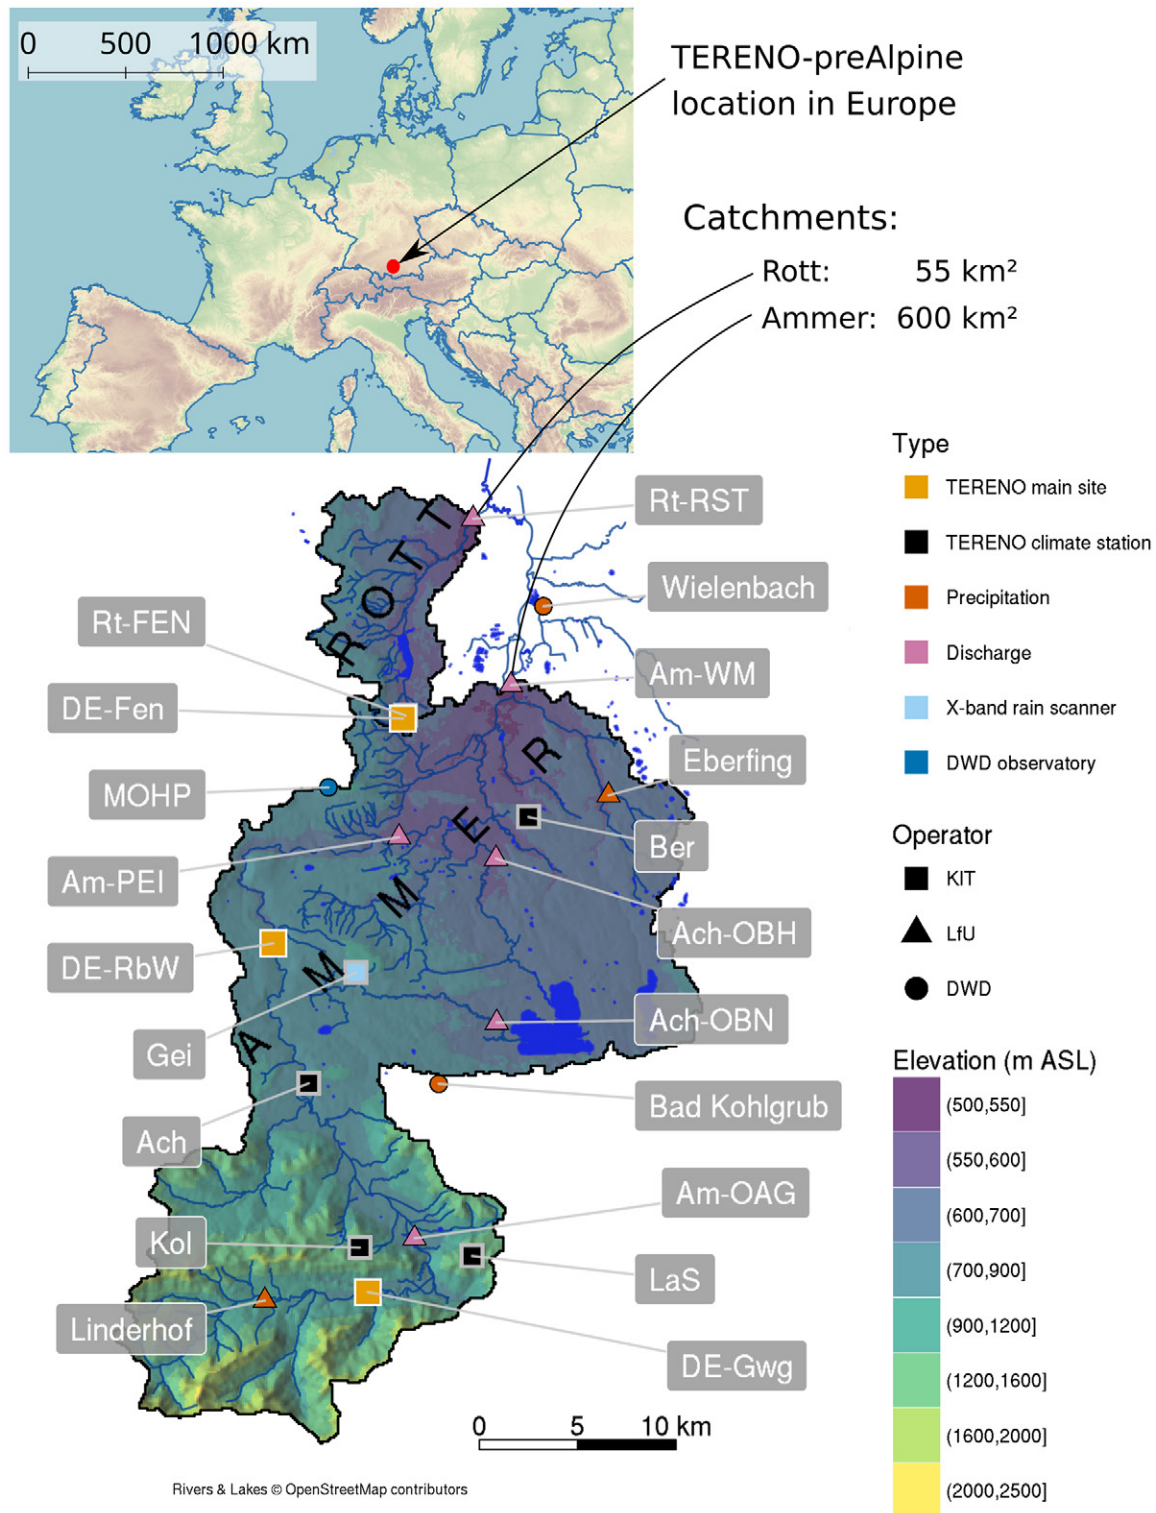 0 500 1000 km
TERENO-preAlpine
location in Europe
Catchments:
Rott: 55 km²
Ammer: 600 km²
Type
TERENO main site
TERENO climate station
Precipitation
Discharge
X-band rain scanner
DWD observatory
Operator
KIT
LfU
DWD
Elevation (m ASL)
(500,550]
(550,600]
(600,700]
(700,900]
(900,1200]
(1200,1600]
(1600,2000]
(2000,2500]
ROTT
AMMER
Rt-RST
Wielenbach
Rt-FEN
Am-WM
DE-Fen
Eberfing
MOHP
Ber
Am-PEI
Ach-OBH
DE-RbW
Ach-OBN
Gei
Bad Kohlgrub
Ach
Am-OAG
Kol
LaS
Linderhof
DE-Gwg
0 5 10 km
Rivers & Lakes © OpenStreetMap contributors